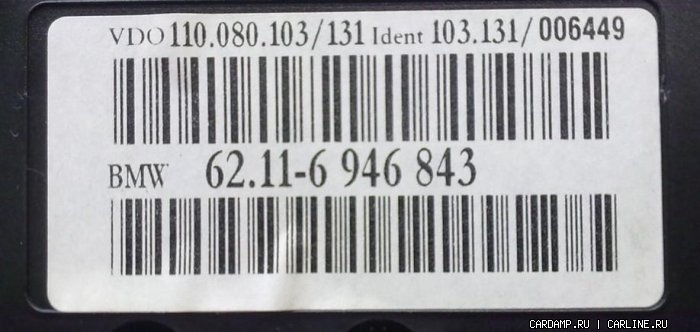 VDO 110.080.103/131 Ident 103.131/ 006449
BMW 62.11-6 946 843
CARDAMP.RU | CARLINE.RU